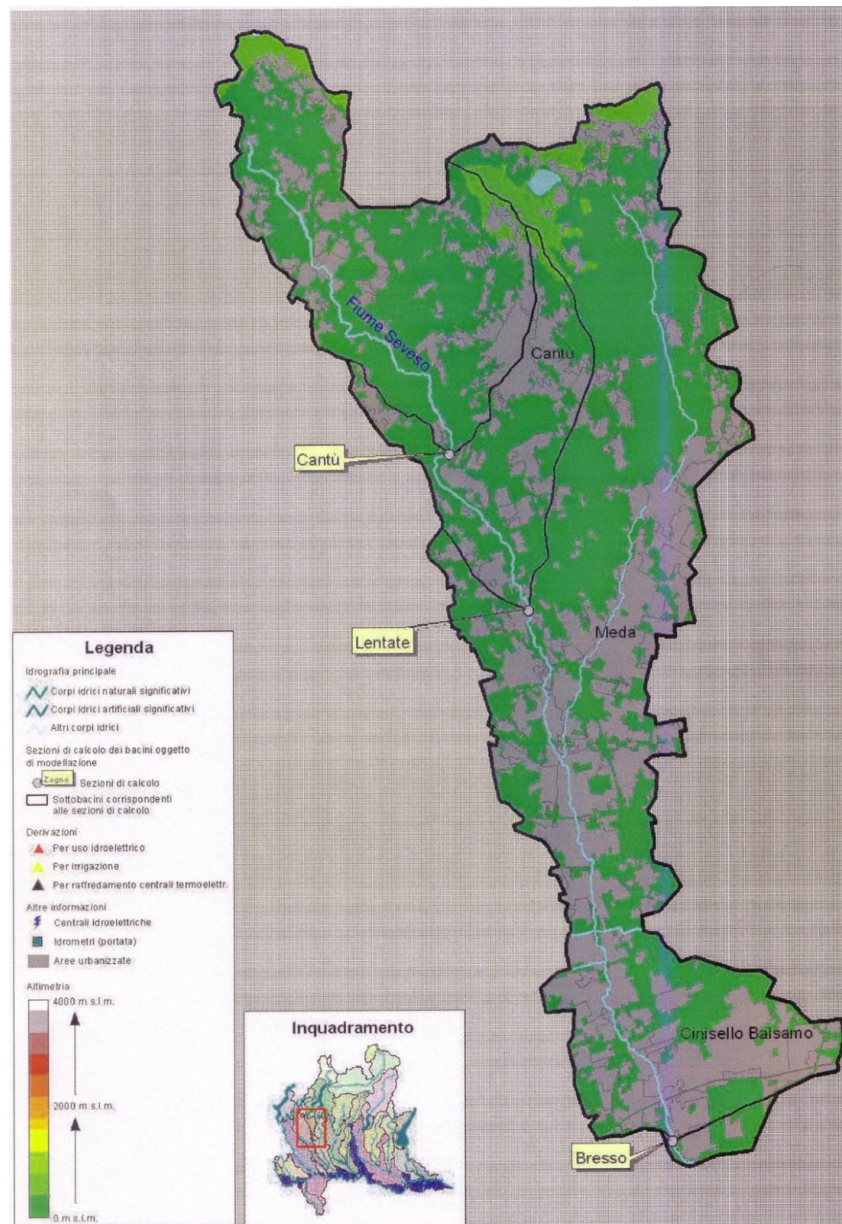 Fiume Seveso
Cantù
Cantù
Lentate
Meda
Cinisello Balsamo
Bresso
Legenda
Idrografia principale
Corpi idrici naturali significativi
Corpi idrici artificiali significativi
Altri corpi idrici
Sezioni di calcolo dei bacini oggetto
di modellazione
Zogno
Sezioni di calcolo
Sottobacini corrispondenti
alle sezioni di calcolo
Derivazioni
Per uso idroelettrico
Per irrigazione
Per raffredamento centrali termoelettr.
Altre informazioni
Centrali idroelettriche
Idrometri (portata)
Aree urbanizzate
Altimetria
4000 m s.l.m.
2000 m s.l.m.
0 m s.l.m.
Inquadramento